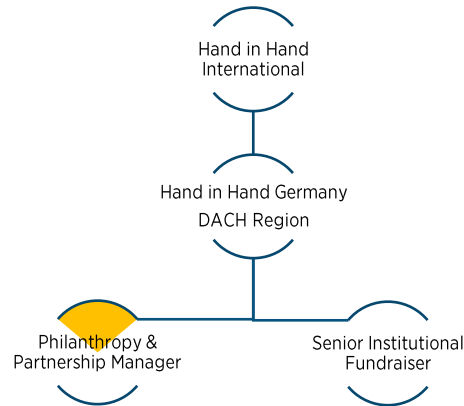 Hand in Hand
International
Hand in Hand Germany
DACH Region
Philanthropy &
Partnership Manager
Senior Institutional
Fundraiser